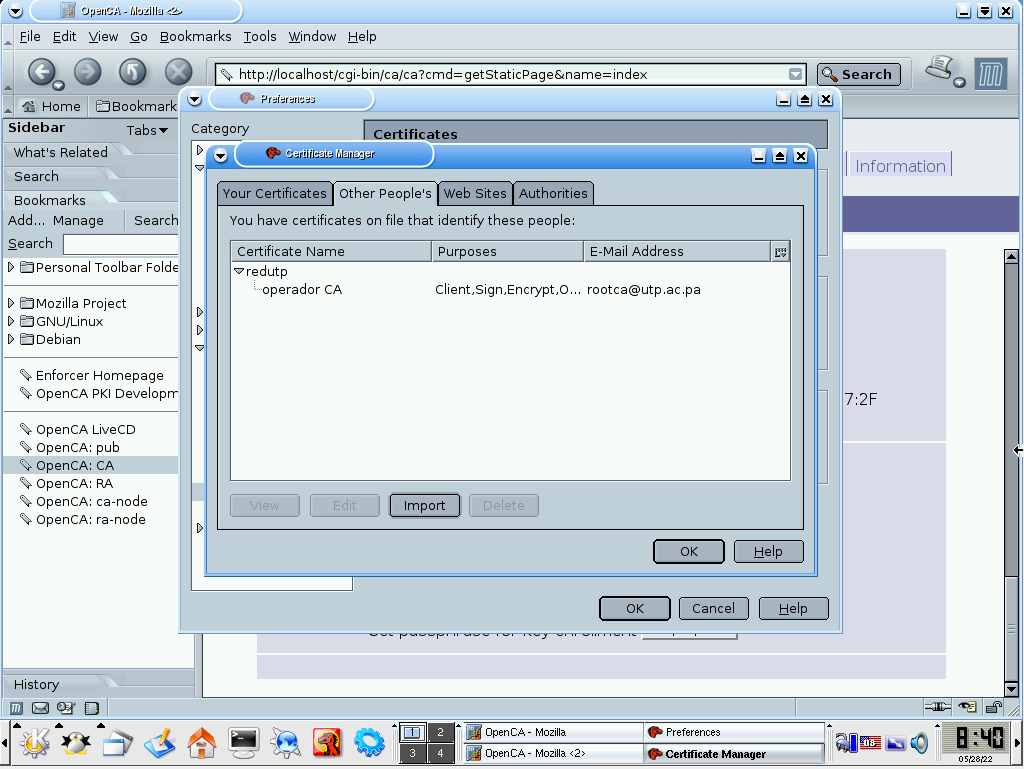 OpenCA - Mozilla <2>
File Edit View Go Bookmarks Tools Window Help
http://localhost/cgi-bin/ca/ca?cmd=getStaticPage&name=index
Search
Home Bookmark
Preferences
Sidebar
Tabs
What's Related
Search
Bookmarks
Add... Manage Search
Search
Personal Toolbar Folde
Mozilla Project
GNU/Linux
Debian
Enforcer Homepage
OpenCA PKI Developm
OpenCA LiveCD
OpenCA: pub
OpenCA: CA
OpenCA: RA
OpenCA: ca-node
OpenCA: ra-node
History
Category
Certificates
Information
Certificate Manager
Your Certificates Other People's Web Sites Authorities
You have certificates on file that identify these people:
Certificate Name Purposes E-Mail Address
redutp
operador CA Client,Sign,Encrypt,O... rootca@utp.ac.pa
7:2F
View Edit Import Delete
OK Help
OK Cancel Help
1 2
3 4
OpenCA - Mozilla
Preferences
OpenCA - Mozilla <2>
Certificate Manager
8:40
05/28/22